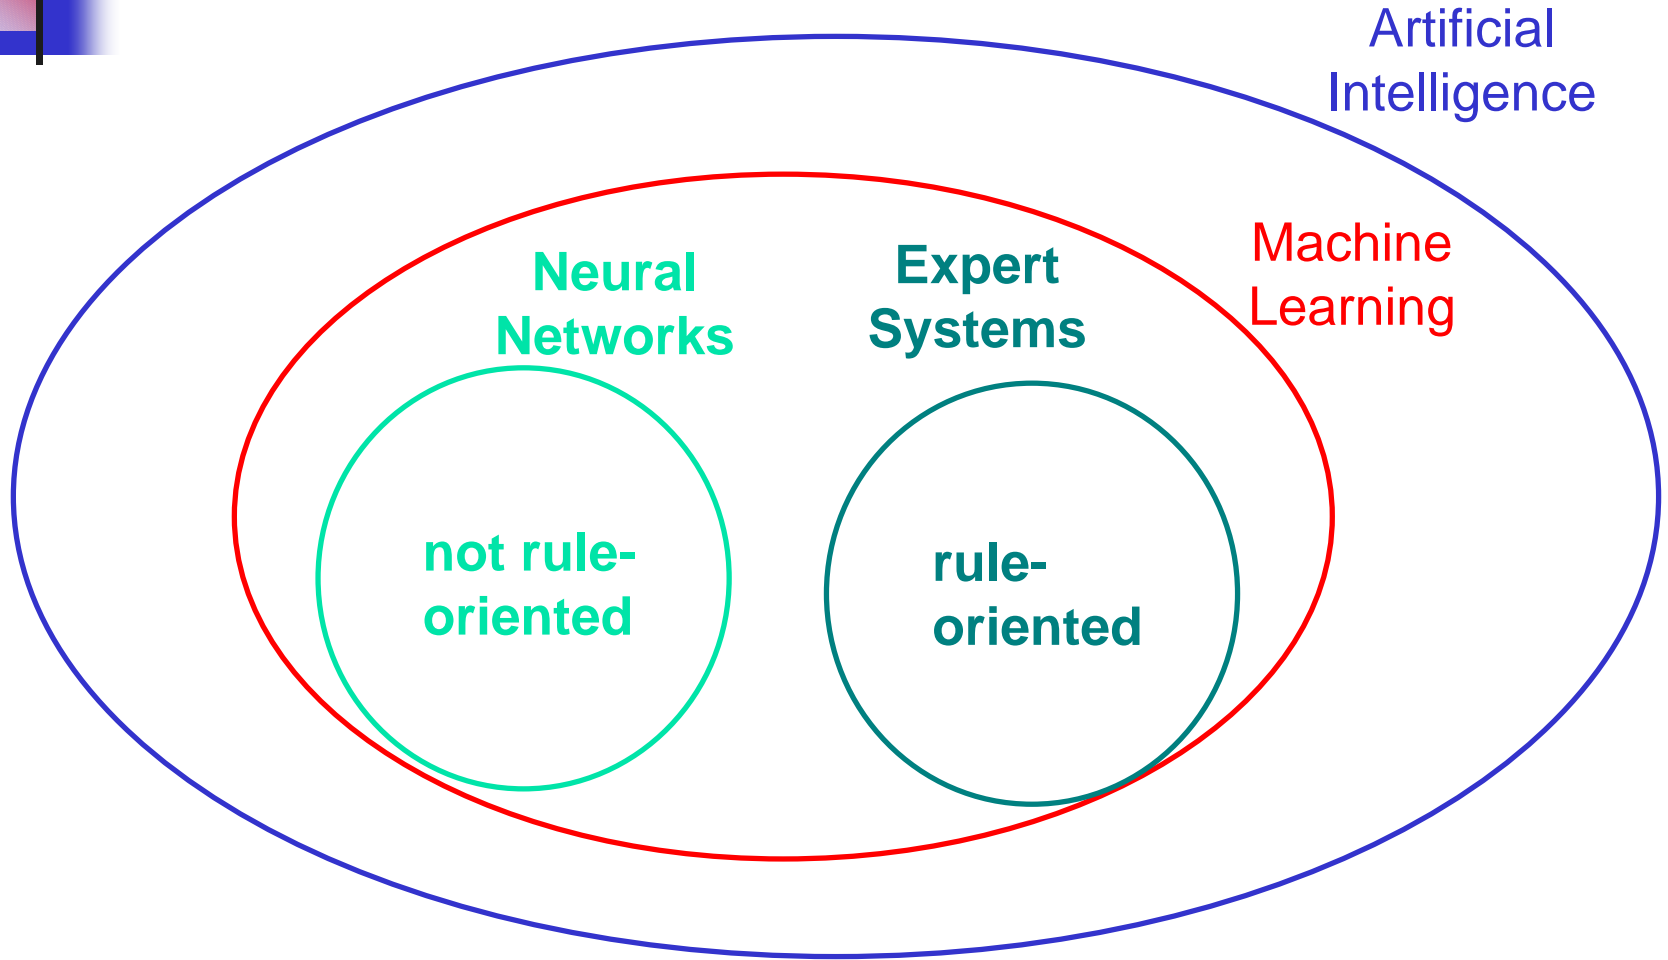 Artificial
Intelligence
Machine
Learning
Neural
Networks
Expert
Systems
not rule-
oriented
rule-
oriented